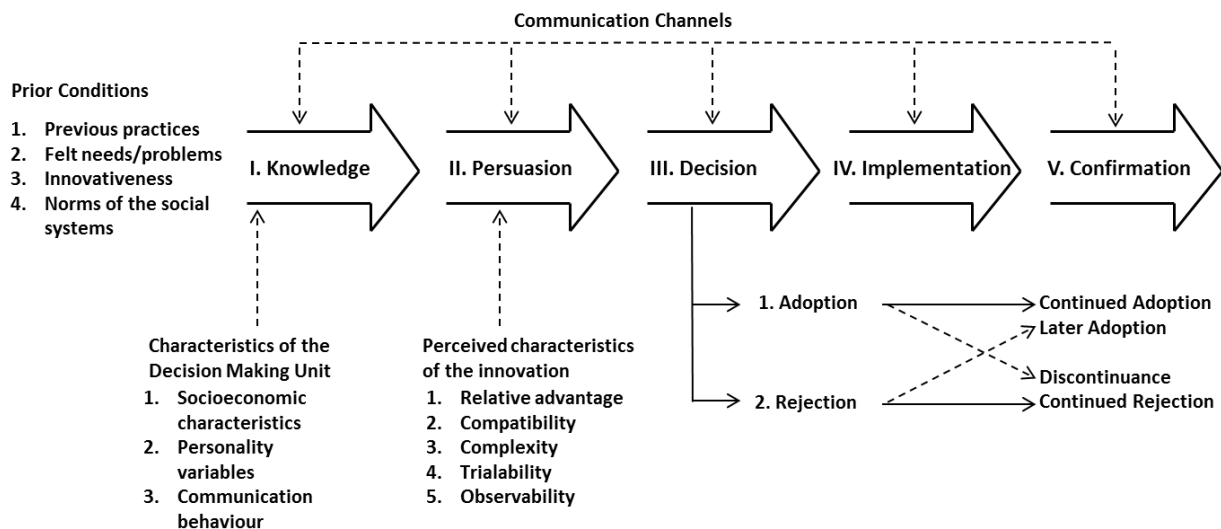 Communication Channels
Prior Conditions
1. Previous practices
2. Felt needs/problems
3. Innovativeness
4. Norms of the social
systems
I. Knowledge
II. Persuasion
III. Decision
IV. Implementation
V. Confirmation
1. Adoption
Continued Adoption
Later Adoption
Discontinuance
2. Rejection
Continued Rejection
Characteristics of the
Decision Making Unit
1. Socioeconomic
characteristics
2. Personality
variables
3. Communication
behaviour
Perceived characteristics
of the innovation
1. Relative advantage
2. Compatibility
3. Complexity
4. Trialability
5. Observability